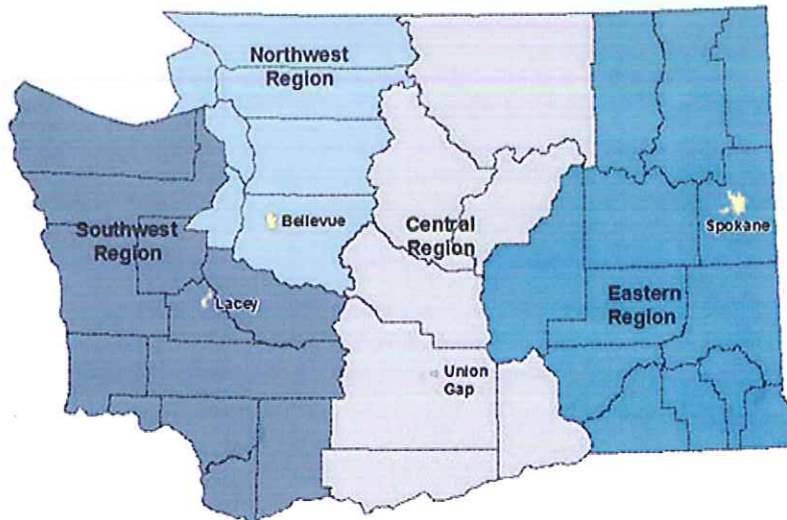 Northwest
Region
Bellevue
Southwest
Region
Central
Region
Spokane
Lacey
Eastern
Region
Union
Gap